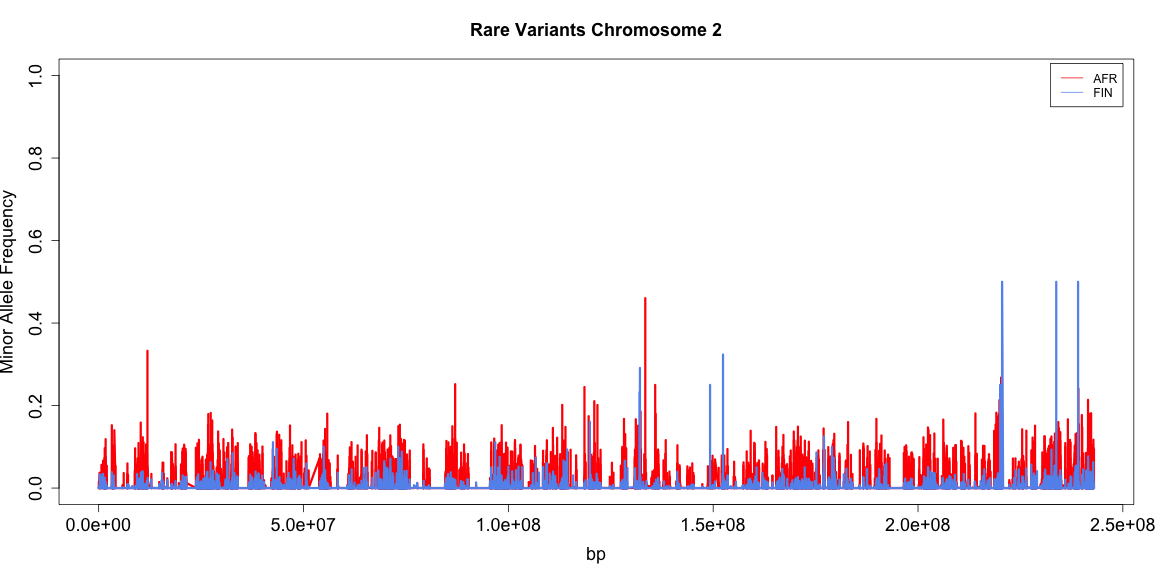 Rare Variants Chromosome 2
AFR
FIN
Minor Allele Frequency
1.0
0.8
0.6
0.4
0.2
0.0
0.0e+00 5.0e+07 1.0e+08 1.5e+08 2.0e+08 2.5e+08
bp